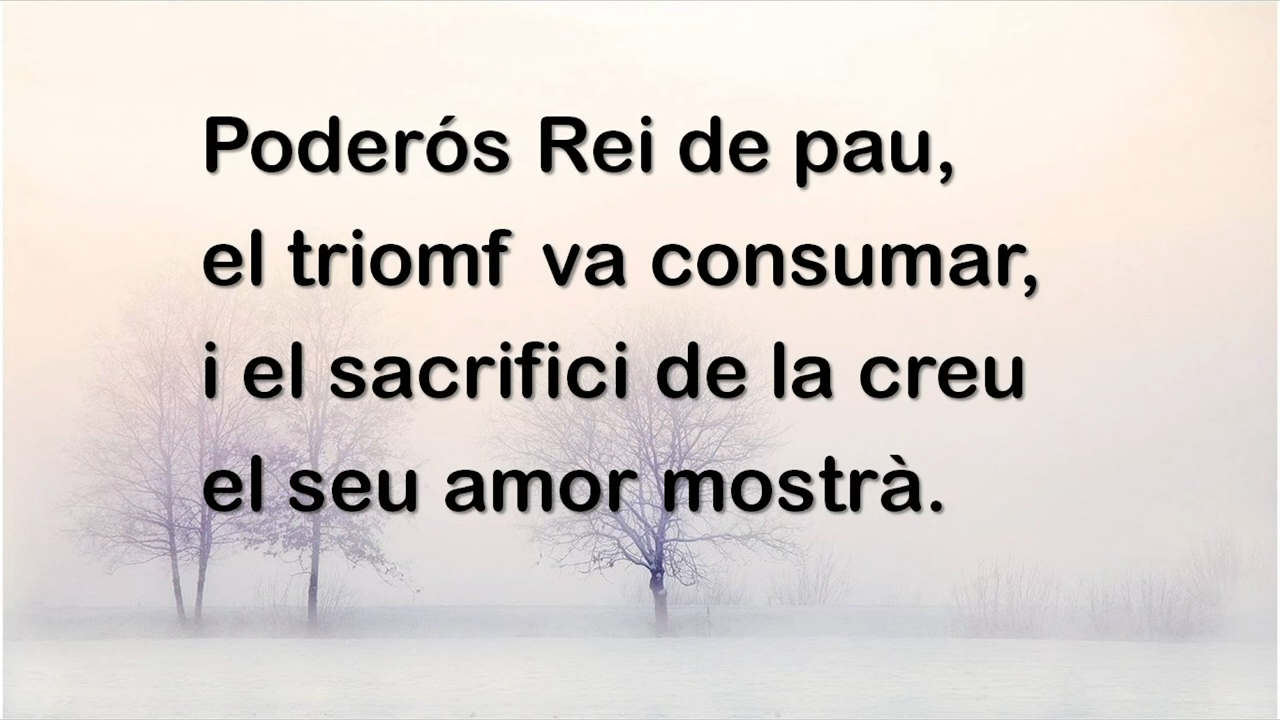 Poderós Rei de pau,
el triomf va consumar,
i el sacrifici de la creu
el seu amor mostrà.